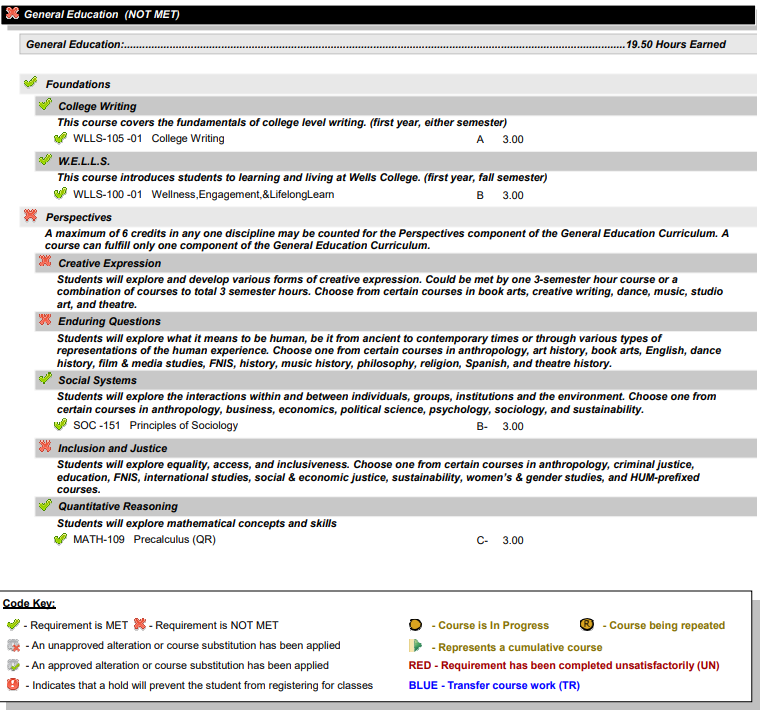 General Education (NOT MET)
General Education:..........................................................................................................................................................19.50 Hours Earned
Foundations
College Writing
This course covers the fundamentals of college level writing. (first year, either semester)
WLLS-105 -01 College Writing A 3.00
W.E.L.L.S.
This course introduces students to learning and living at Wells College. (first year, fall semester)
WLLS-100 -01 Wellness,Engagement,&LifelongLearn B 3.00
Perspectives
A maximum of 6 credits in any one discipline may be counted for the Perspectives component of the General Education Curriculum. A
course can fulfill only one component of the General Education Curriculum.
Creative Expression
Students will explore and develop various forms of creative expression. Could be met by one 3-semester hour course or a
combination of courses to total 3 semester hours. Choose from certain courses in book arts, creative writing, dance, music, studio
art, and theatre.
Enduring Questions
Students will explore what it means to be human, be it from ancient to contemporary times or through various types of
representations of the human experience. Choose one from certain courses in anthropology, art history, book arts, English, dance
history, film & media studies, FNIS, history, music history, philosophy, religion, Spanish, and theatre history.
Social Systems
Students will explore the interactions within and between individuals, groups, institutions and the environment. Choose one from
certain courses in anthropology, business, economics, political science, psychology, sociology, and sustainability.
SOC -151 Principles of Sociology B- 3.00
Inclusion and Justice
Students will explore equality, access, and inclusiveness. Choose one from certain courses in anthropology, criminal justice,
education, FNIS, international studies, social & economic justice, sustainability, women's & gender studies, and HUM-prefixed
courses.
Quantitative Reasoning
Students will explore mathematical concepts and skills
MATH-109 Precalculus (QR) C- 3.00
Code Key:
- Requirement is MET - Requirement is NOT MET - Course is In Progress R - Course being repeated
- An unapproved alteration or course substitution has been applied - Represents a cumulative course
- An approved alteration or course substitution has been applied RED - Requirement has been completed unsatisfactorily (UN)
- Indicates that a hold will prevent the student from registering for classes BLUE - Transfer course work (TR)